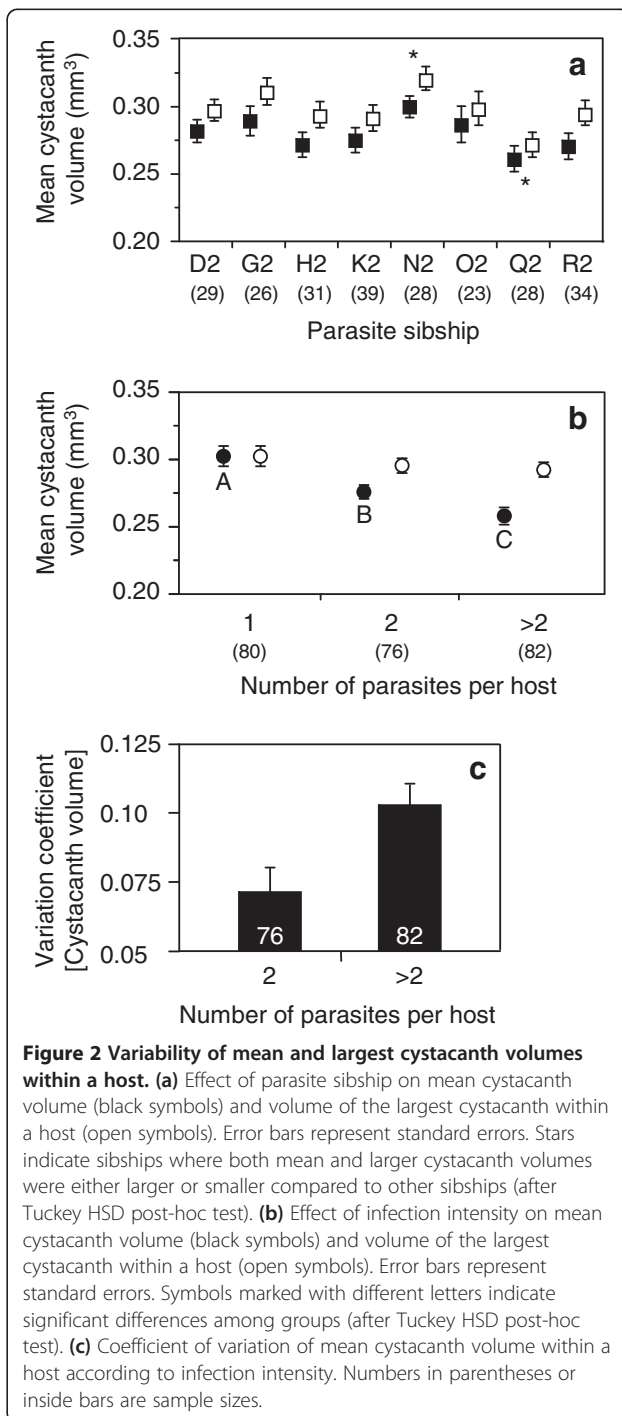 0.35
a
*
0.30
0.25
*
0.20
Mean cystacanth
volume (mm³)
D2 G2 H2 K2 N2 O2 Q2 R2
(29) (26) (31) (39) (28) (23) (28) (34)
Parasite sibship
0.35
b
0.30
A
B
0.25
C
0.20
Mean cystacanth
volume (mm³)
1 2 >2
(80) (76) (82)
Number of parasites per host
0.125
c
0.10
0.075
76 82
0.05
Variation coefficient
[Cystacanth volume]
2 >2
Number of parasites per host
Figure 2 Variability of mean and largest cystacanth volumes
within a host. (a) Effect of parasite sibship on mean cystacanth
volume (black symbols) and volume of the largest cystacanth within
a host (open symbols). Error bars represent standard errors. Stars
indicate sibships where both mean and larger cystacanth volumes
were either larger or smaller compared to other sibships (after
Tuckey HSD post-hoc test). (b) Effect of infection intensity on mean
cystacanth volume (black symbols) and volume of the largest
cystacanth within a host (open symbols). Error bars represent
standard errors. Symbols marked with different letters indicate
significant differences among groups (after Tuckey HSD post-hoc
test). (c) Coefficient of variation of mean cystacanth volume within a
host according to infection intensity. Numbers in parentheses or
inside bars are sample sizes.